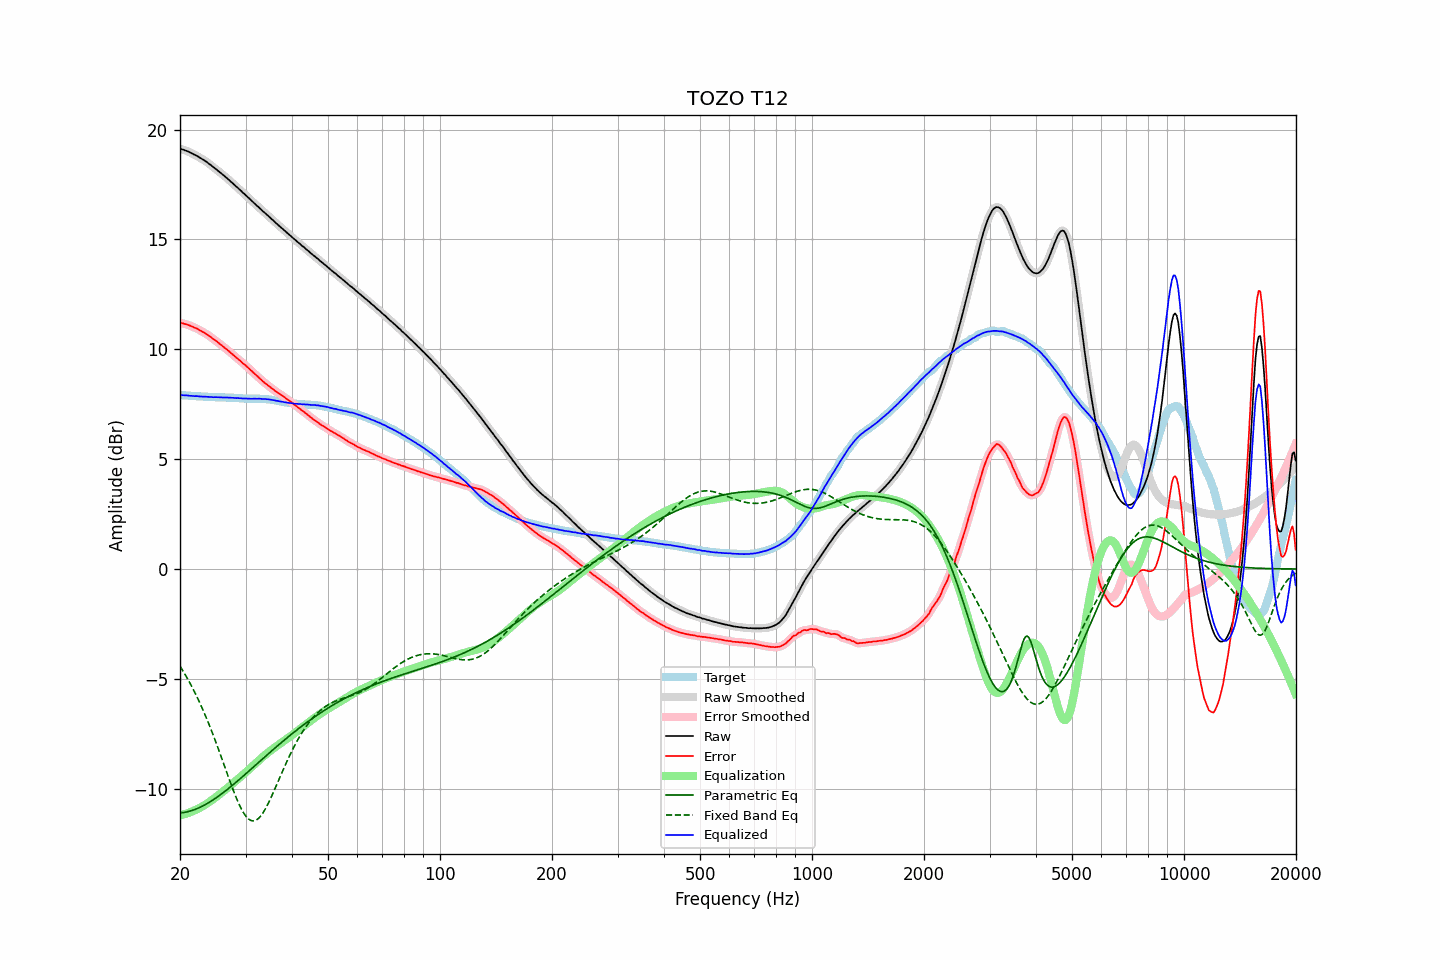 TOZO T12
20
15
10
5
0
−5
−10
Amplitude (dBr)
Target
Raw Smoothed
Error Smoothed
Raw
Error
Equalization
Parametric Eq
Fixed Band Eq
Equalized
20 50 100 200 500 1000 2000 5000 10000 20000
Frequency (Hz)